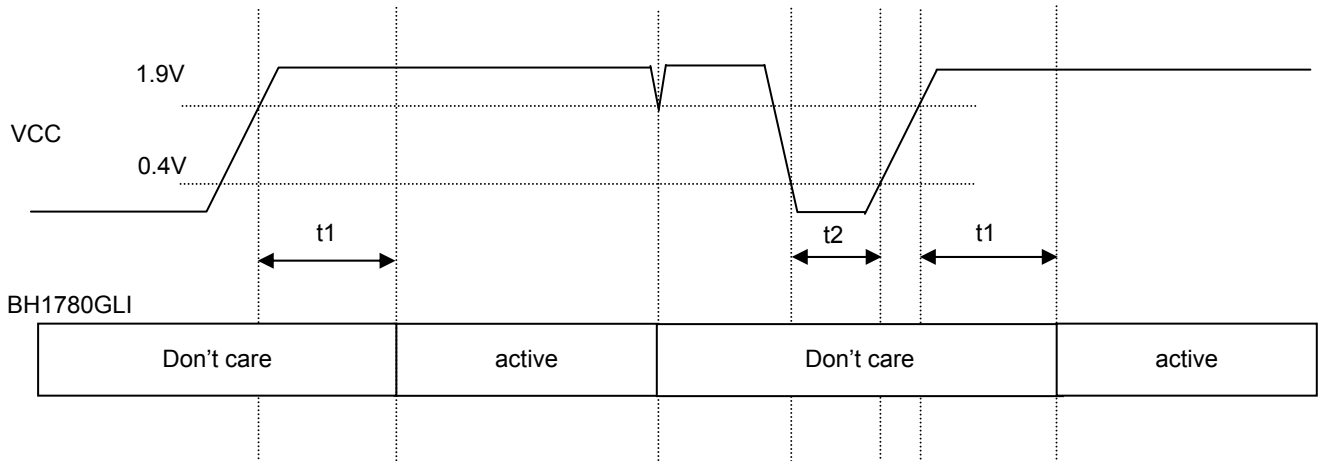 1.9V
VCC
0.4V
t1
t2
t1
BH1780GLI
Don’t care
active
Don’t care
active